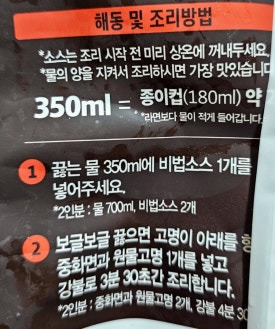 해동 및 조리방법
*소스는 조리 시작 전 미리 상온에 꺼내두세요.
*물의 양을 지켜서 조리하시면 가장 맛있습니다
350ml = 종이컵(180ml) 약
*라면보다 물이 적게 들어갑니다.
1 끓는 물 350ml에 비법소스 1개를
넣어주세요.
*2인분 : 물 700ml, 비법소스 2개
2 보글보글 끓으면 고명이 아래를
중화면과 원물고명 1개를 넣고
강불로 3분 30초간 조리합니다.
*2인분 : 중화면과 원물고명 2개, 강불 4분 30